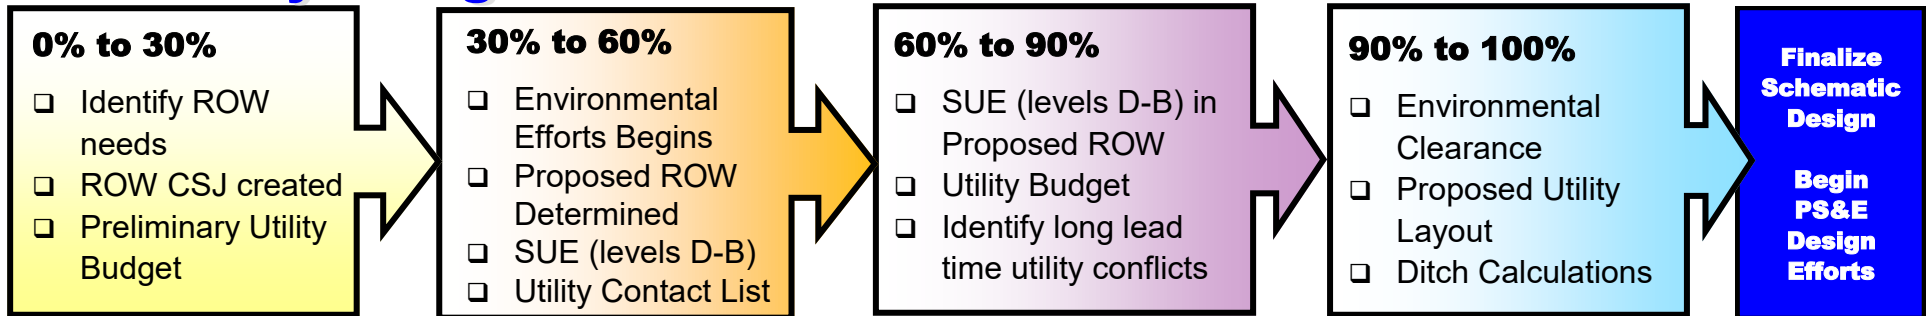 0% to 30%
❑ Identify ROW
needs
❑ ROW CSJ created
❑ Preliminary Utility
Budget
30% to 60%
❑ Environmental
Efforts Begins
❑ Proposed ROW
Determined
❑ SUE (levels D-B)
❑ Utility Contact List
60% to 90%
❑ SUE (levels D-B) in
Proposed ROW
❑ Utility Budget
❑ Identify long lead
time utility conflicts
90% to 100%
❑ Environmental
Clearance
❑ Proposed Utility
Layout
❑ Ditch Calculations
Finalize
Schematic
Design
Begin
PS&E
Design
Efforts